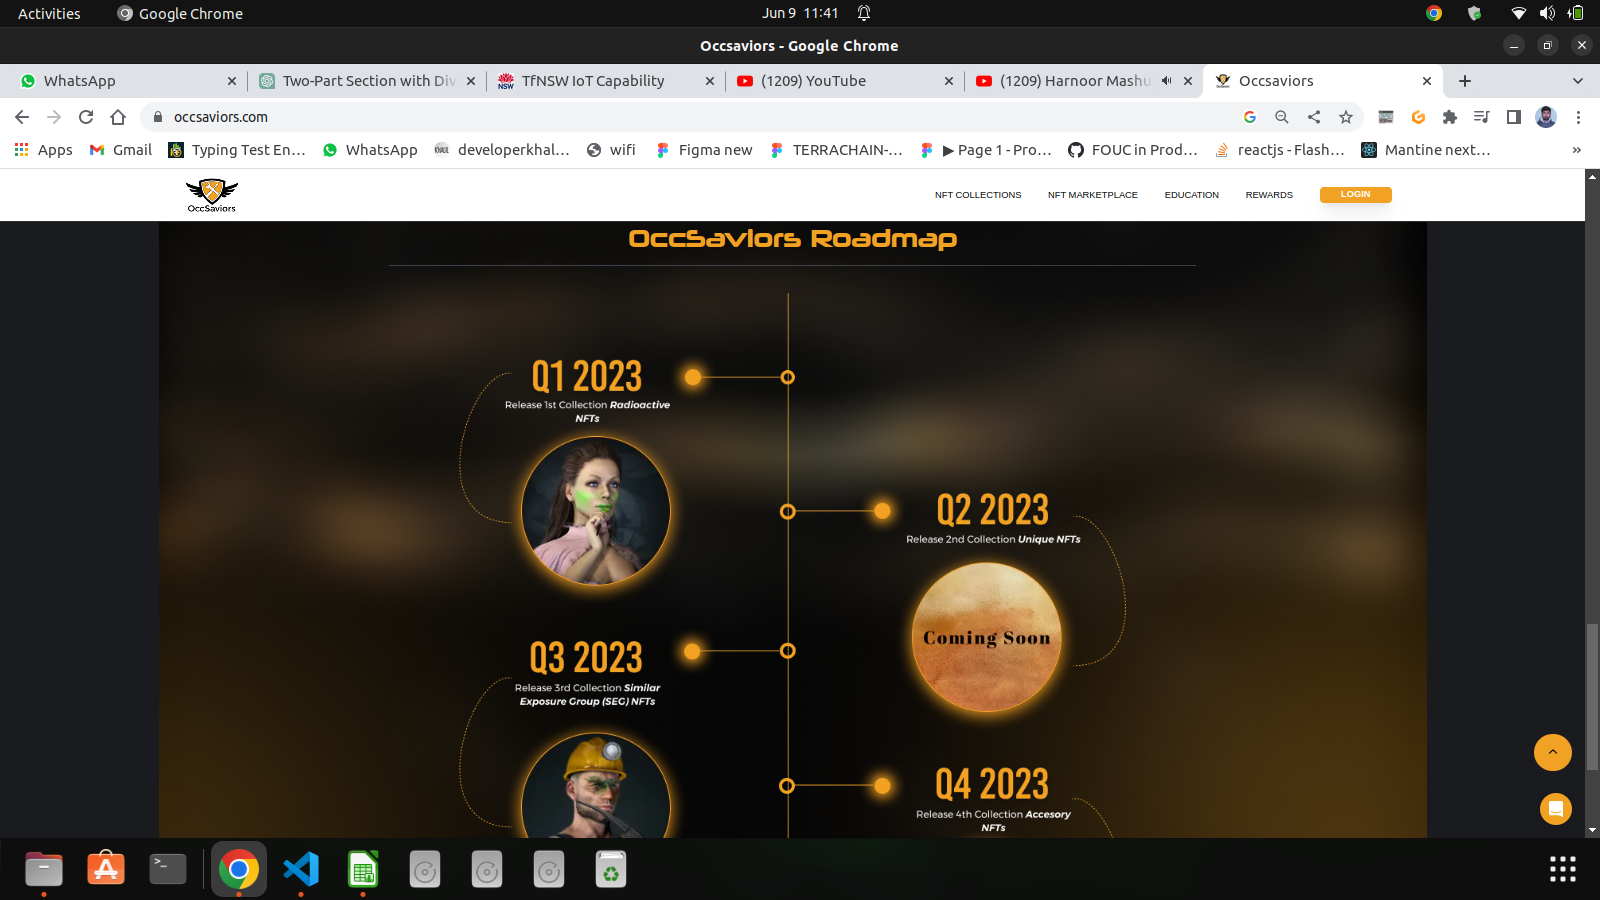 Activities
Google Chrome
Jun 9 11:41
Occsaviors - Google Chrome
WhatsApp
Two-Part Section with Div
TfNSW IoT Capability
(1209) YouTube
(1209) Harnoor Mashu
Occsaviors
occsaviors.com
Apps
Gmail
Typing Test En...
WhatsApp
developerkhal...
wifi
Figma new
TERRACHAIN-...
▶ Page 1 - Pro...
FOUC in Prod...
reactjs - Flash...
Mantine next...
»
OccSaviors
NFT COLLECTIONS
NFT MARKETPLACE
EDUCATION
REWARDS
LOGIN
OccSaviors Roadmap
Q1 2023
Release 1st Collection Radioactive
NFTs
Q2 2023
Release 2nd Collection Unique NFTs
Coming Soon
Q3 2023
Release 3rd Collection Similar
Exposure Group (SEG) NFTs
Q4 2023
Release 4th Collection Accesory
NFTs